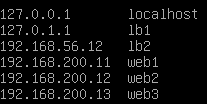 127.0.0.1 localhost
127.0.1.1 lb1
192.168.56.12 lb2
192.168.200.11 web1
192.168.200.12 web2
192.168.200.13 web3